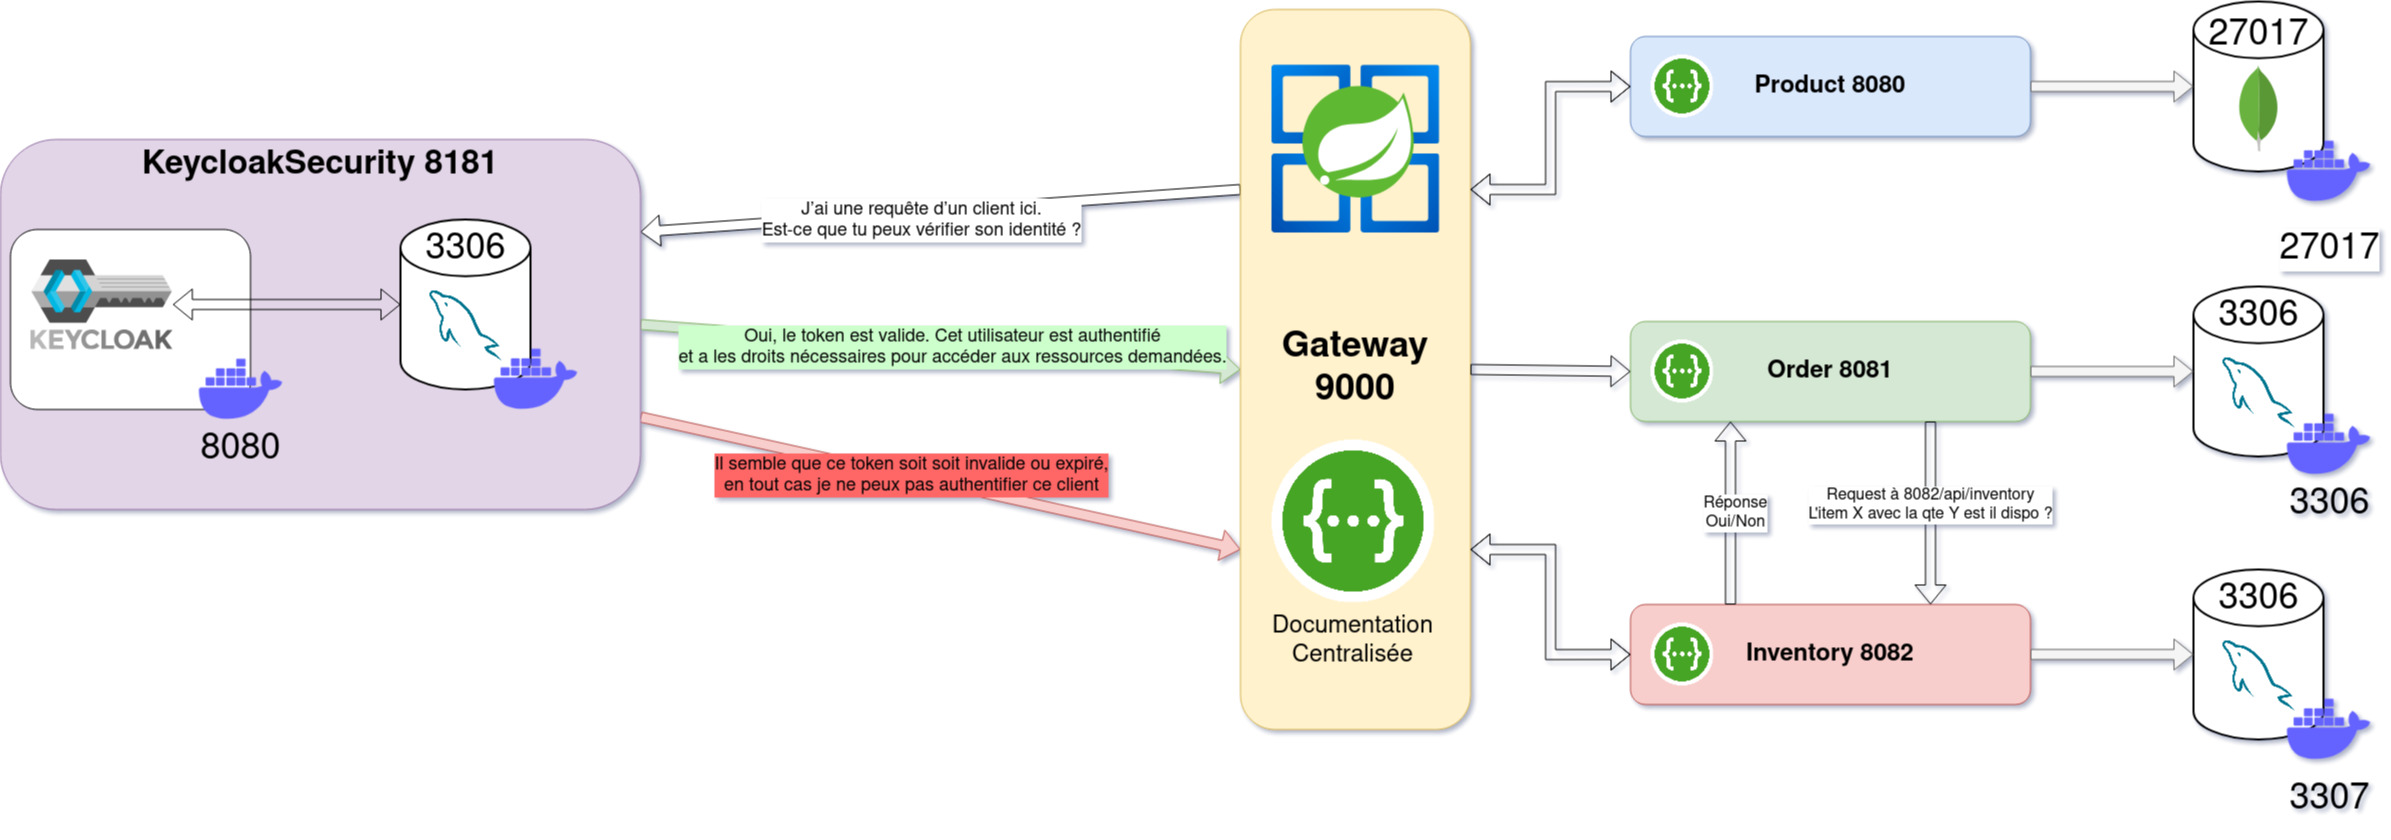 KeycloakSecurity 8181
KEYCLOAK
8080
3306
J'ai une requête d'un client ici.
Est-ce que tu peux vérifier son identité ?
Oui, le token est valide. Cet utilisateur est authentifié
et a les droits nécessaires pour accéder aux ressources demandées.
Il semble que ce token soit soit invalide ou expiré,
en tout cas je ne peux pas authentifier ce client
Gateway
9000
{···}
Documentation
Centralisée
{···}
Product 8080
27017
27017
{···}
Order 8081
3306
3306
Réponse
Oui/Non
Request à 8082/api/inventory
L'item X avec la qte Y est il dispo ?
{···}
Inventory 8082
3306
3307